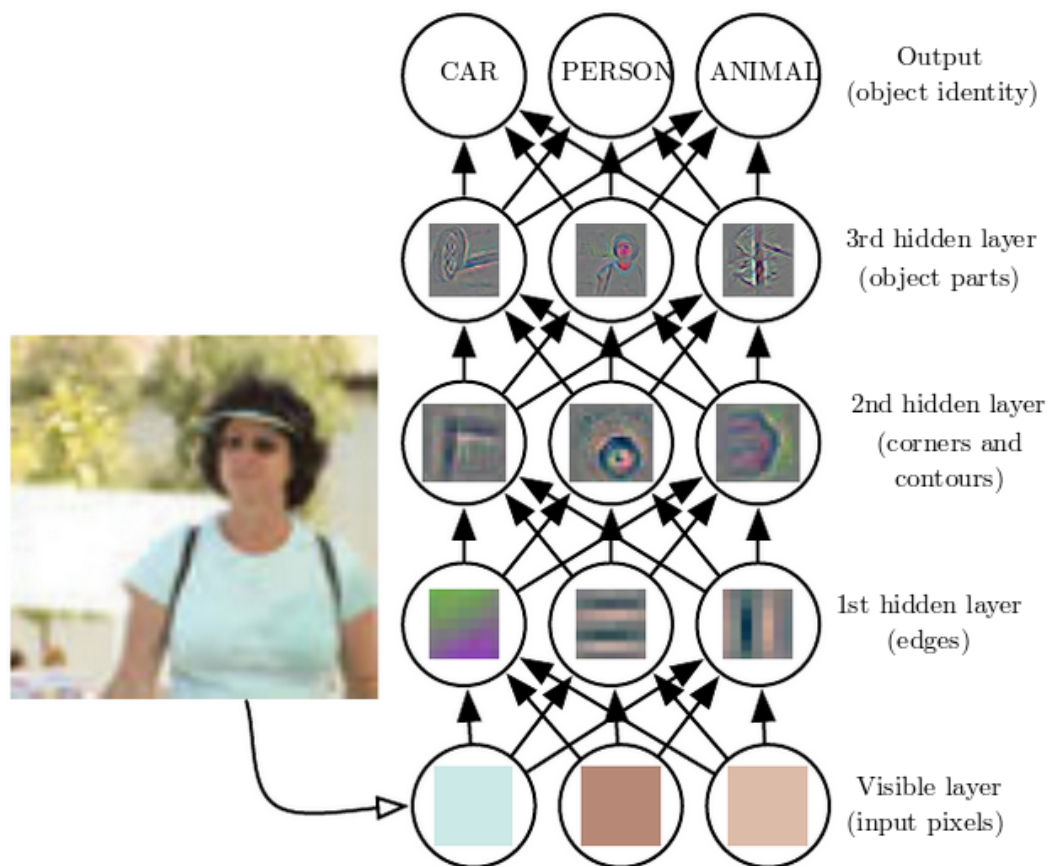 CAR
PERSON
ANIMAL
Output
(object identity)
3rd hidden layer
(object parts)
2nd hidden layer
(corners and
contours)
1st hidden layer
(edges)
Visible layer
(input pixels)